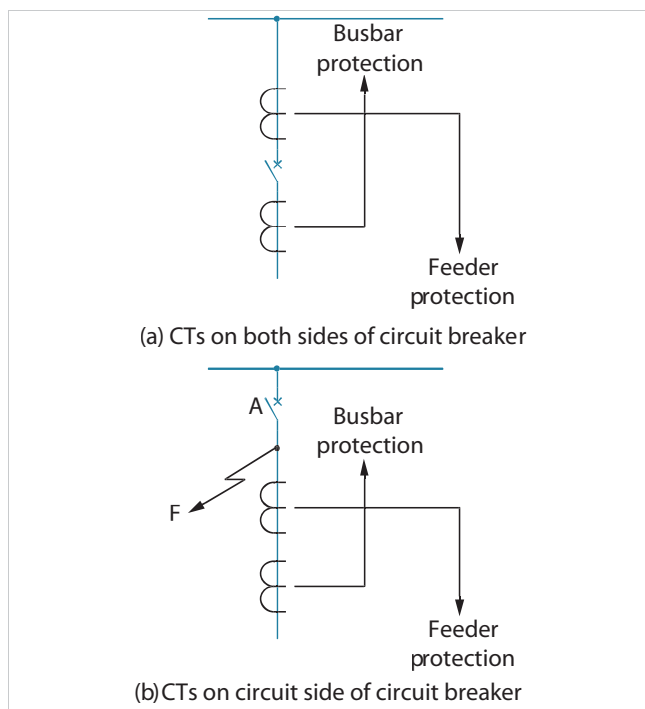 Busbar
protection
Feeder
protection
(a) CTs on both sides of circuit breaker
A
Busbar
protection
F
Feeder
protection
(b)CTs on circuit side of circuit breaker